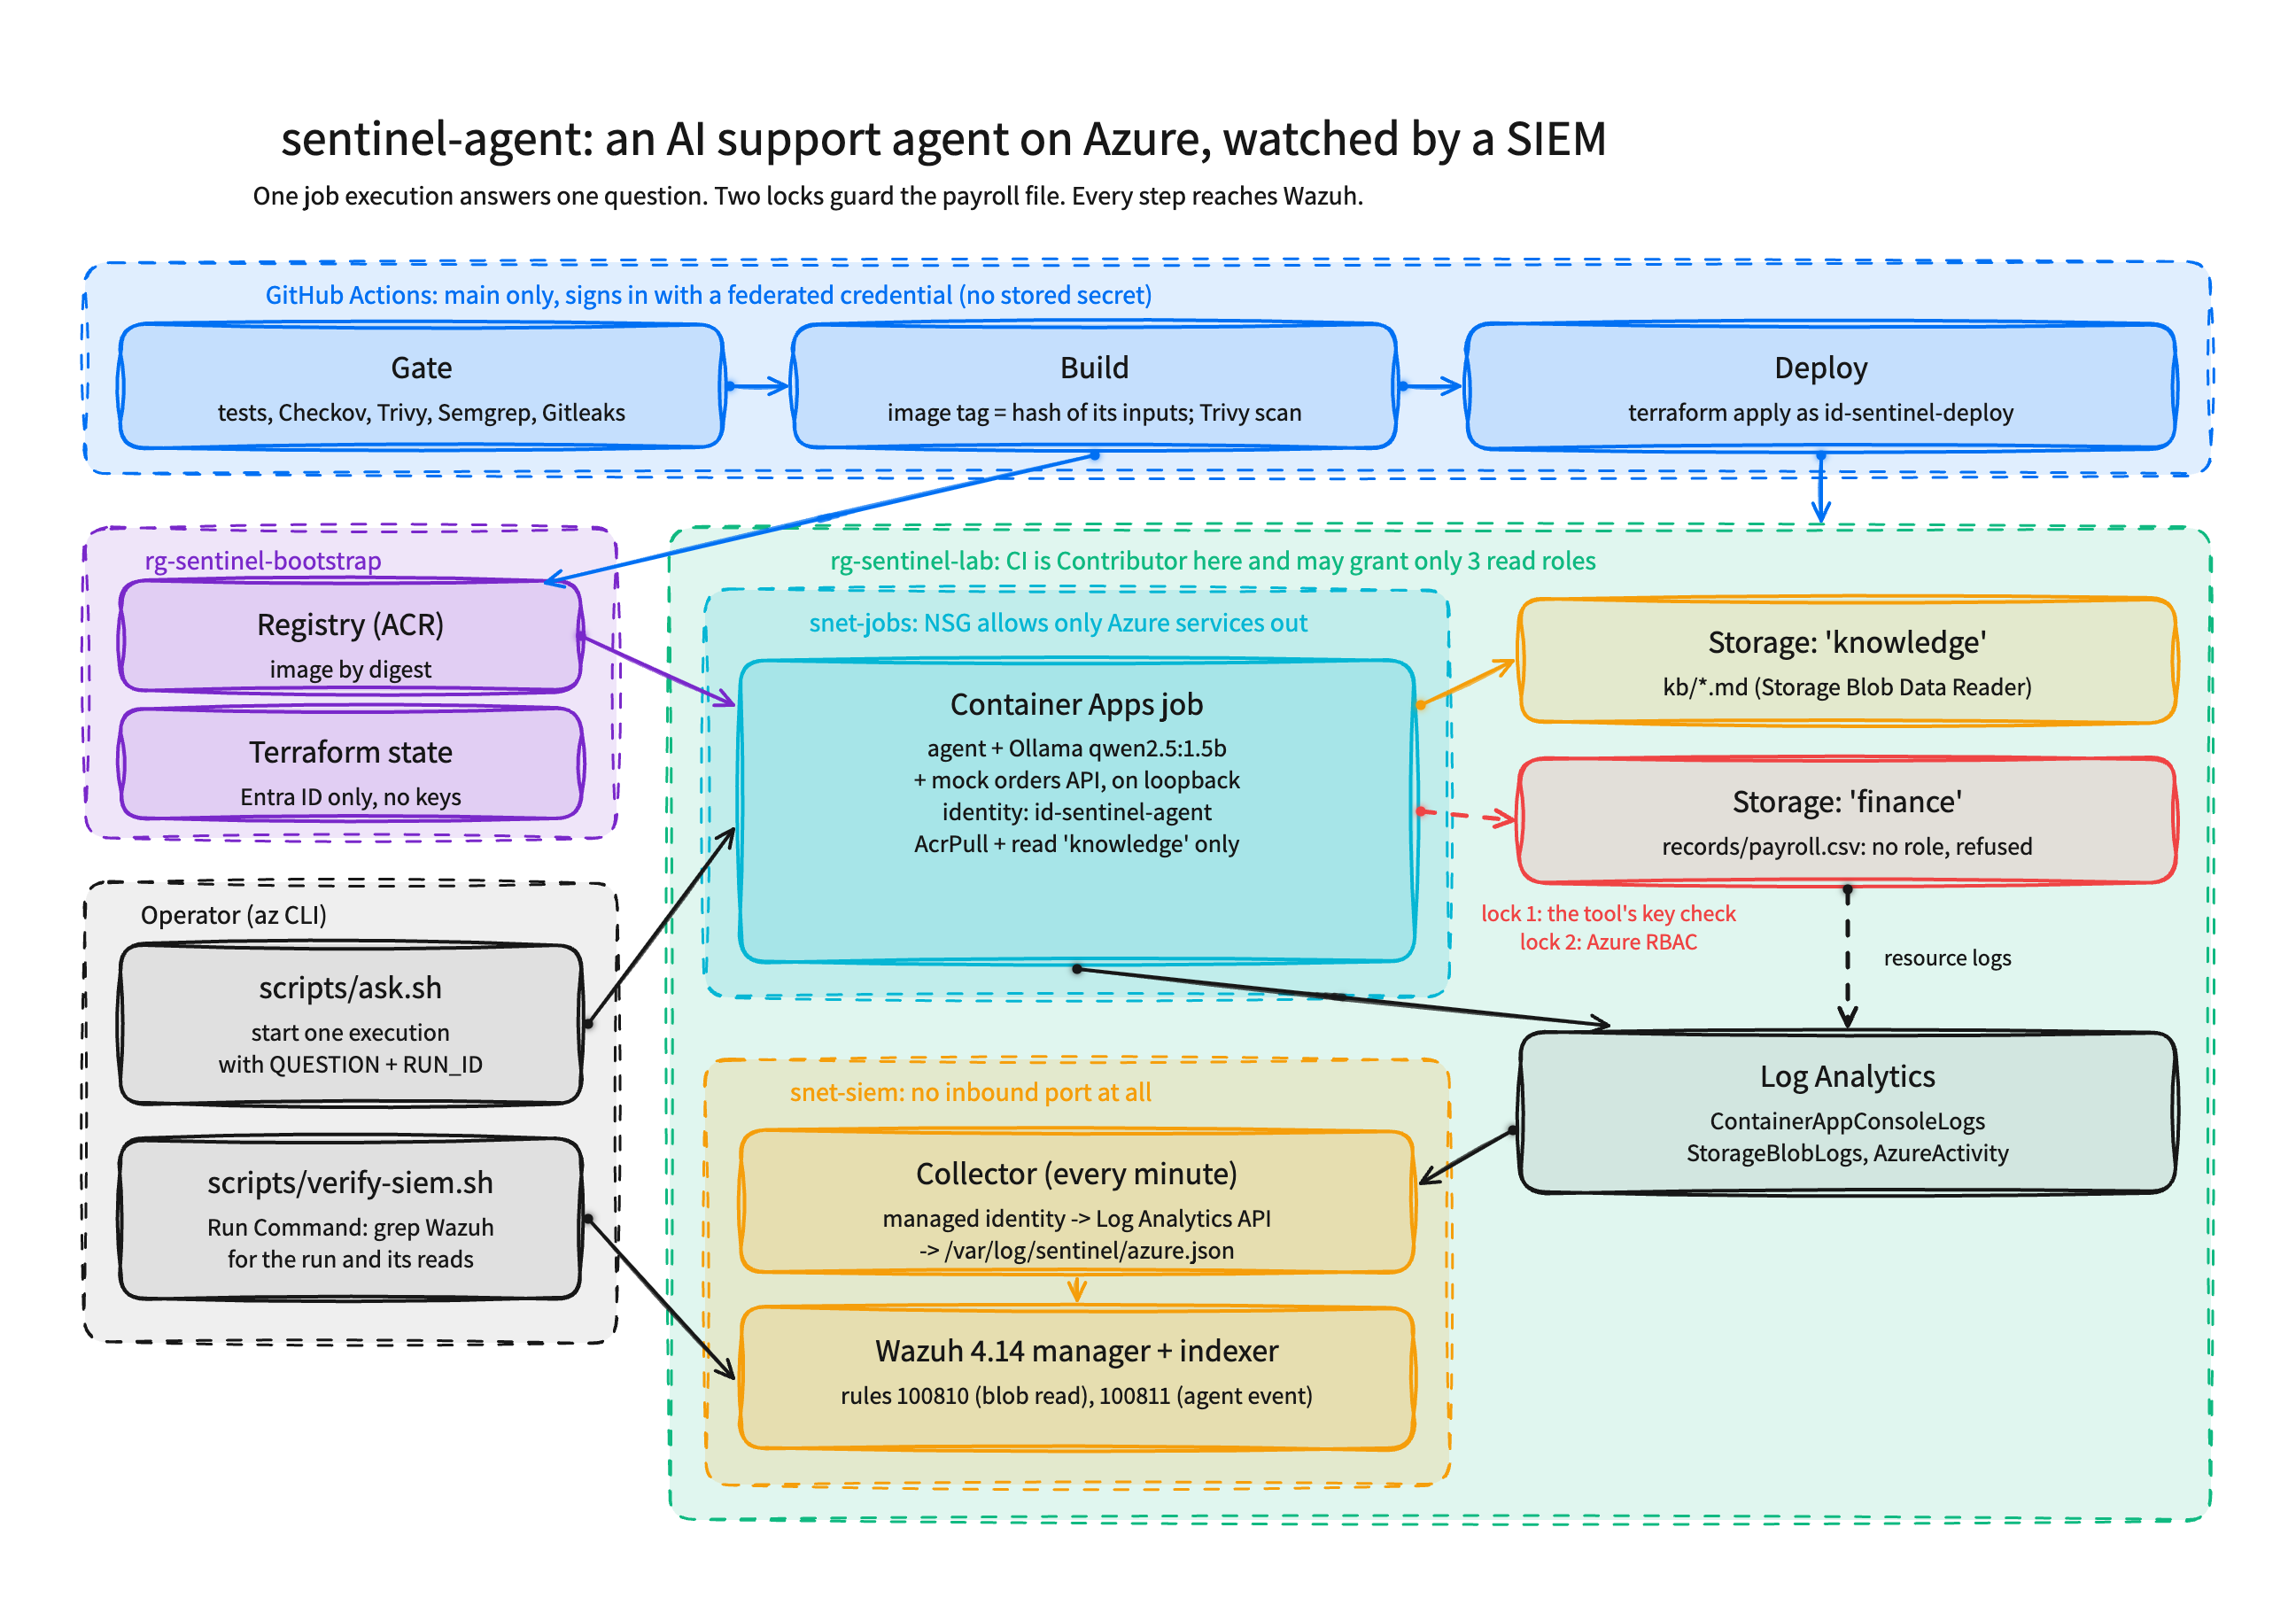 sentinel-agent: an AI support agent on Azure, watched by a SIEM
One job execution answers one question. Two locks guard the payroll file. Every step reaches Wazuh.
GitHub Actions: main only, signs in with a federated credential (no stored secret)
Gate
tests, Checkov, Trivy, Semgrep, Gitleaks
Build
image tag = hash of its inputs; Trivy scan
Deploy
terraform apply as id-sentinel-deploy
rg-sentinel-bootstrap
Registry (ACR)
image by digest
Terraform state
Entra ID only, no keys
Operator (az CLI)
scripts/ask.sh
start one execution
with QUESTION + RUN_ID
scripts/verify-siem.sh
Run Command: grep Wazuh
for the run and its reads
rg-sentinel-lab: CI is Contributor here and may grant only 3 read roles
snet-jobs: NSG allows only Azure services out
Container Apps job
agent + Ollama qwen2.5:1.5b
+ mock orders API, on loopback
identity: id-sentinel-agent
AcrPull + read 'knowledge' only
Storage: 'knowledge'
kb/*.md (Storage Blob Data Reader)
Storage: 'finance'
records/payroll.csv: no role, refused
lock 1: the tool's key check
lock 2: Azure RBAC
resource logs
Log Analytics
ContainerAppConsoleLogs
StorageBlobLogs, AzureActivity
snet-siem: no inbound port at all
Collector (every minute)
managed identity -> Log Analytics API
-> /var/log/sentinel/azure.json
Wazuh 4.14 manager + indexer
rules 100810 (blob read), 100811 (agent event)